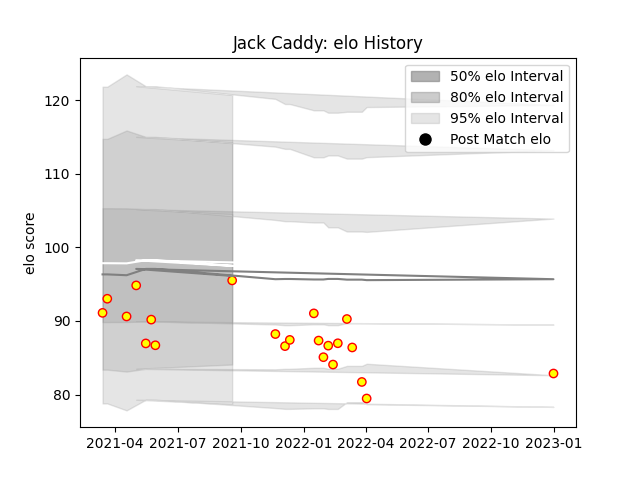 Jack Caddy: elo History
50% elo Interval
80% elo Interval
95% elo Interval
Post Match elo
elo score
120
110
100
90
80
2021-04 2021-07 2021-10 2022-01 2022-04 2022-07 2022-10 2023-01